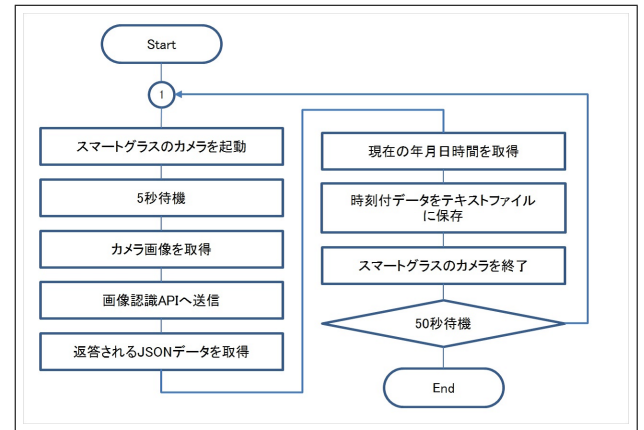 Start
1
スマートグラスのカメラを起動
5秒待機
カメラ画像を取得
画像認識APIへ送信
返答されるJSONデータを取得
現在の年月日時間を取得
時刻付データをテキストファイル
に保存
スマートグラスのカメラを終了
50秒待機
End